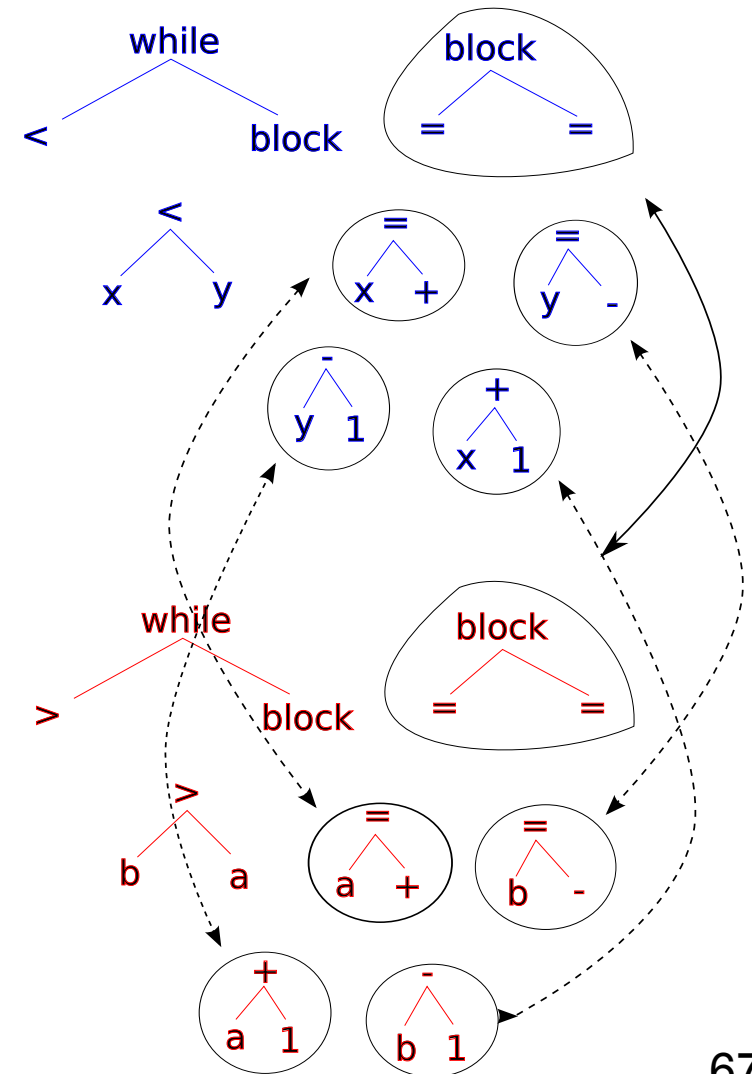 while
block
<
block
=
=
<
x
y
=
x
+
=
y
-
-
y
1
+
x
1
while
block
>
block
=
=
>
b
a
=
a
+
=
b
-
+
a
1
-
b
1
67